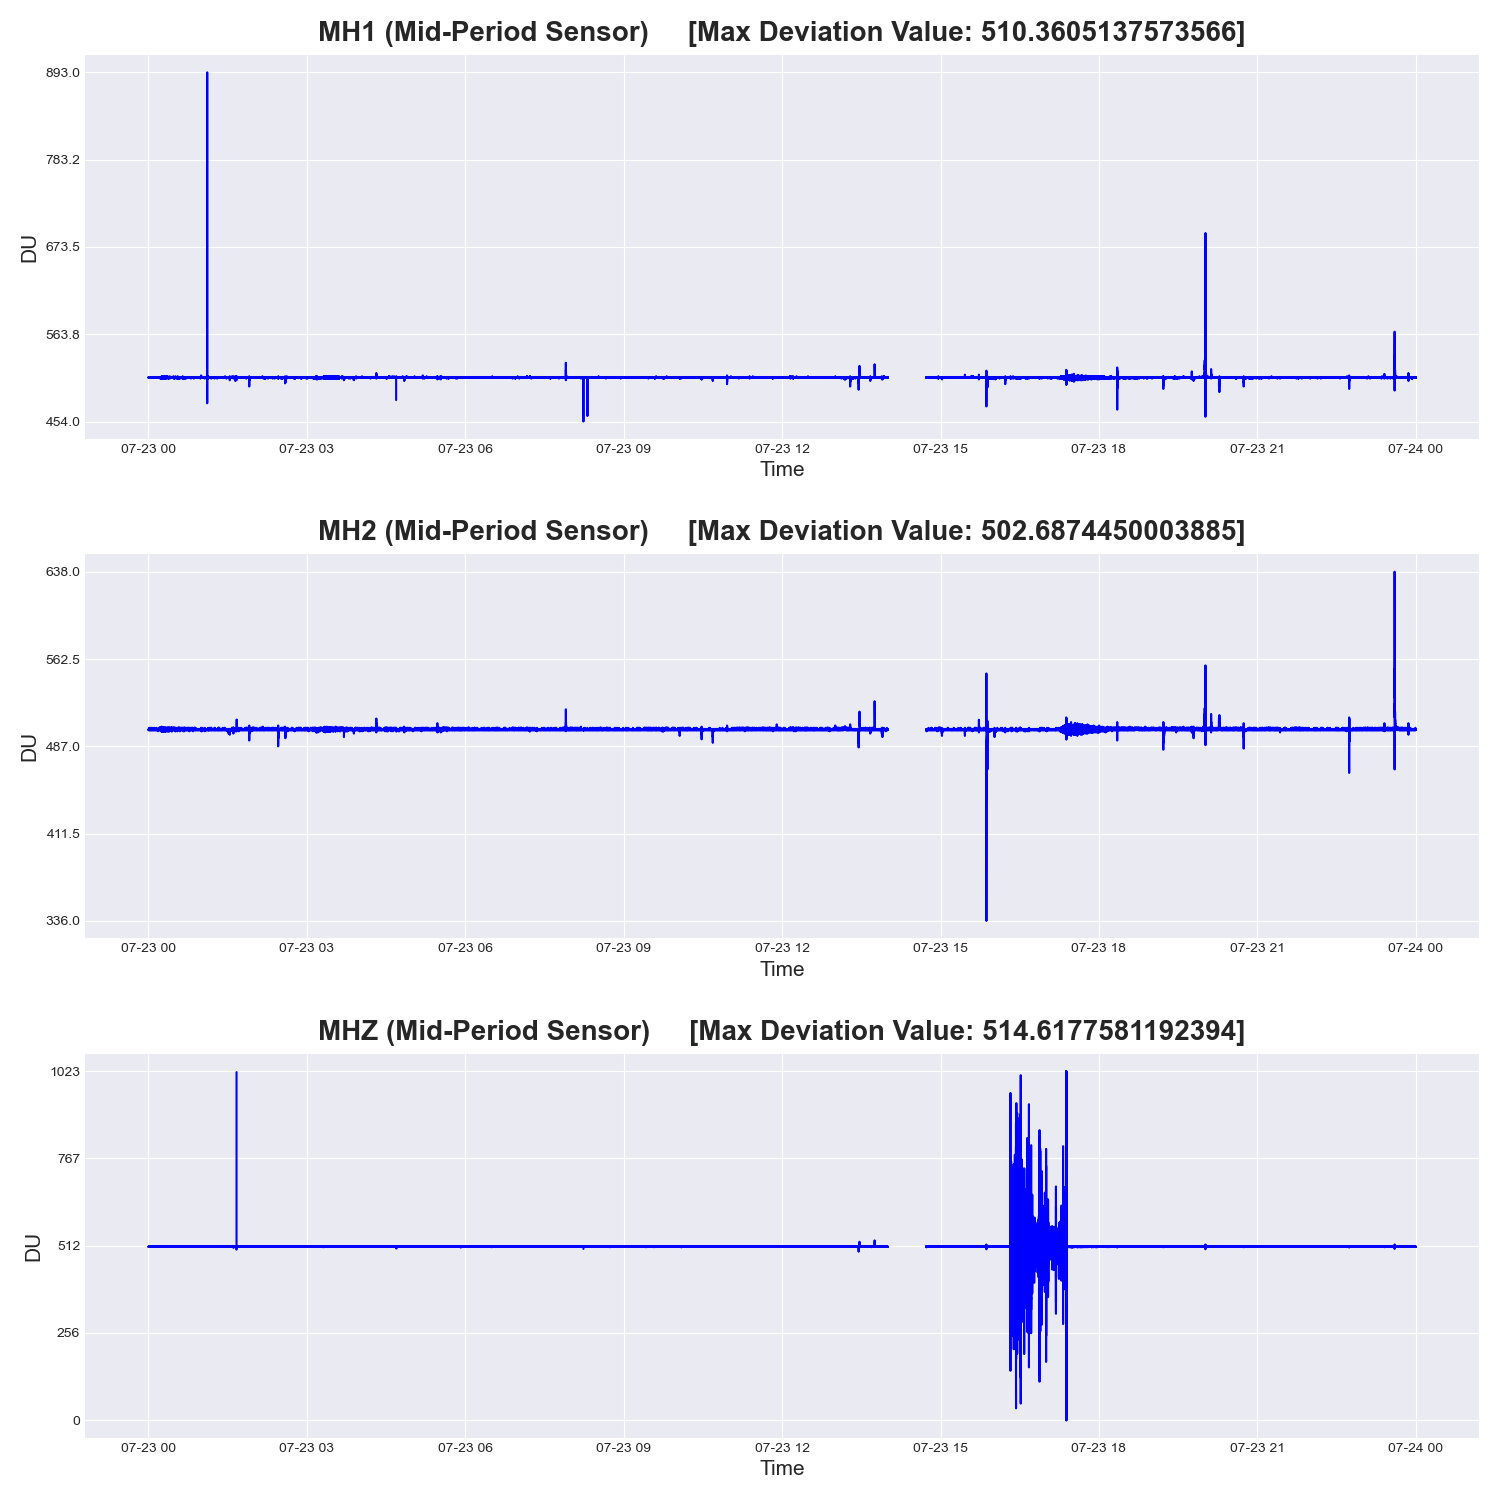 MH1 (Mid-Period Sensor) [Max Deviation Value: 510.3605137573566]
893.0
783.2
673.5
563.8
454.0
DU
07-23 00 07-23 03 07-23 06 07-23 09 07-23 12 07-23 15 07-23 18 07-23 21 07-24 00
Time
MH2 (Mid-Period Sensor) [Max Deviation Value: 502.6874450003885]
638.0
562.5
487.0
411.5
336.0
DU
07-23 00 07-23 03 07-23 06 07-23 09 07-23 12 07-23 15 07-23 18 07-23 21 07-24 00
Time
MHZ (Mid-Period Sensor) [Max Deviation Value: 514.6177581192394]
1023
767
512
256
0
DU
07-23 00 07-23 03 07-23 06 07-23 09 07-23 12 07-23 15 07-23 18 07-23 21 07-24 00
Time